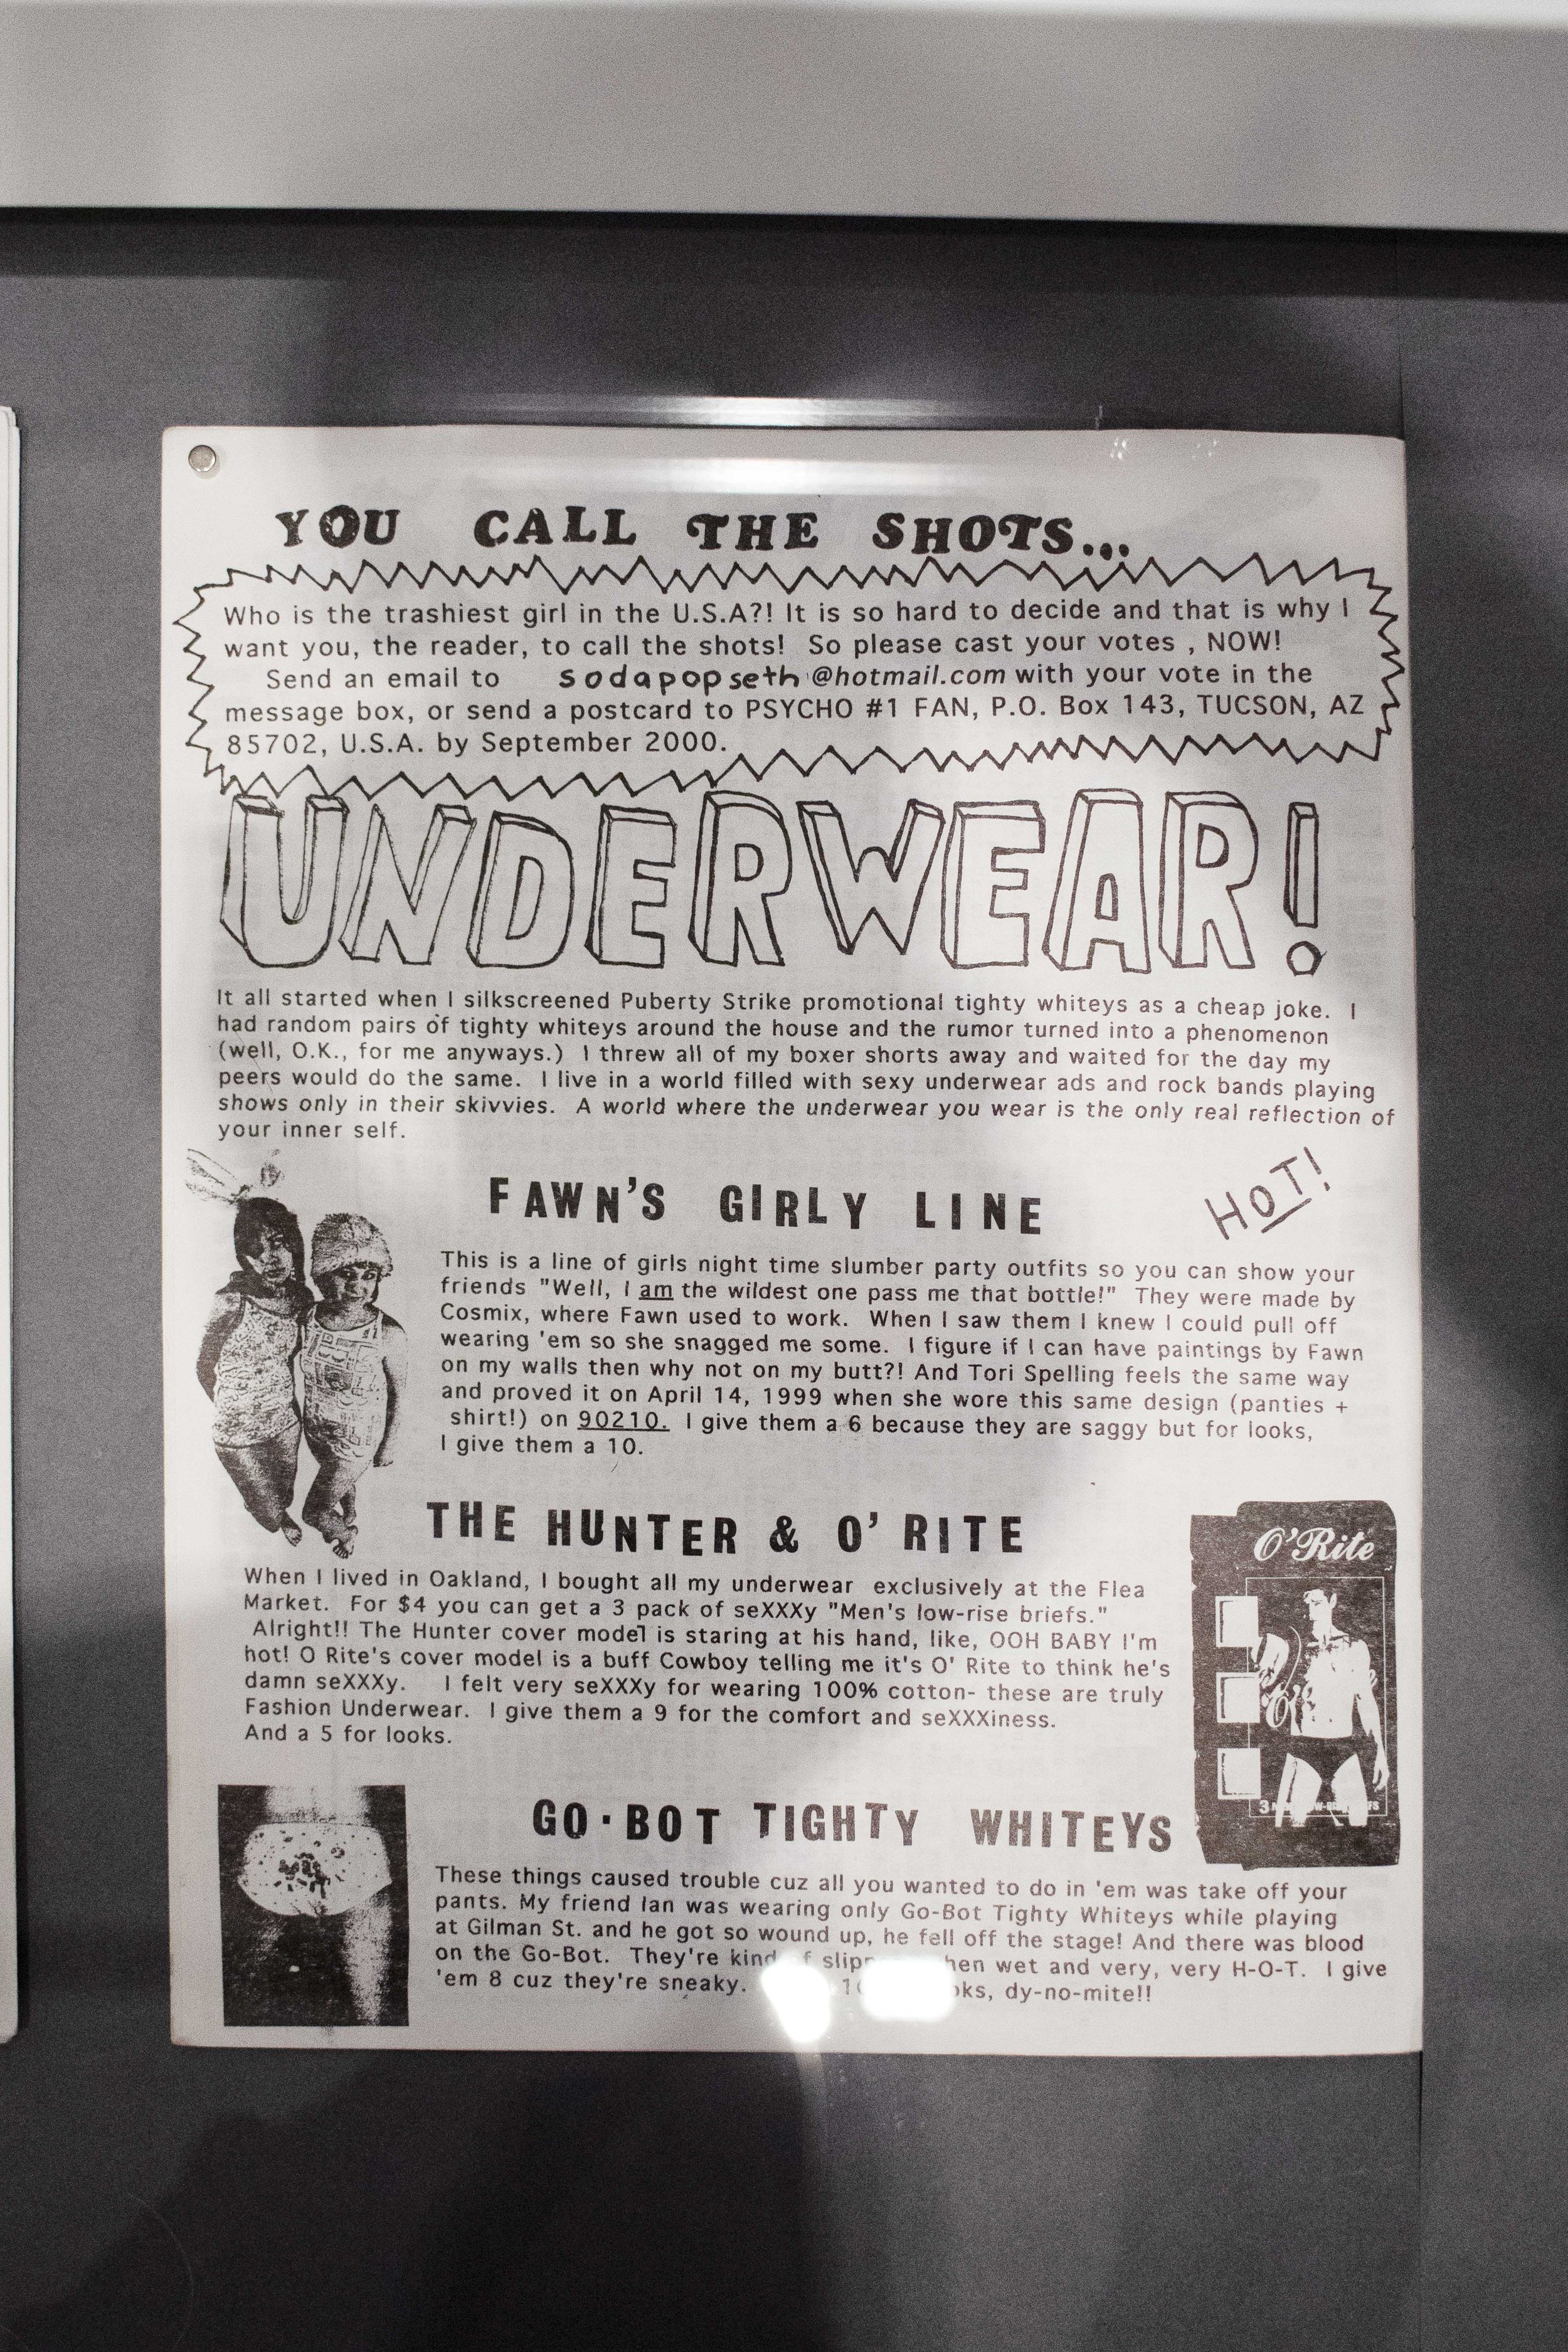 YOU CALL THE SHOTS...
Who is the trashiest girl in the U.S.A?! It is so hard to decide and that is why I
want you, the reader, to call the shots! So please cast your votes , NOW!
Send an email to sodapopseth@hotmail.com with your vote in the
message box, or send a postcard to PSYCHO #1 FAN, P.O. Box 143, TUCSON, AZ
85702, U.S.A. by September 2000.
UNDERWEAR!
It all started when I silkscreened Puberty Strike promotional tighty whiteys as a cheap joke. I
had random pairs of tighty whiteys around the house and the rumor turned into a phenomenon
(well, O.K., for me anyways.) I threw all of my boxer shorts away and waited for the day my
peers would do the same. I live in a world filled with sexy underwear ads and rock bands playing
shows only in their skivvies. A world where the underwear you wear is the only real reflection of
your inner self.
FAWN'S GIRLY LINE
HOT!
This is a line of girls night time slumber party outfits so you can show your
friends "Well, I am the wildest one pass me that bottle!" They were made by
Cosmix, where Fawn used to work. When I saw them I knew I could pull off
wearing 'em so she snagged me some. I figure if I can have paintings by Fawn
on my walls then why not on my butt?! And Tori Spelling feels the same way
and proved it on April 14, 1999 when she wore this same design (panties +
shirt!) on 90210. I give them a 6 because they are saggy but for looks,
I give them a 10.
THE HUNTER & O' RITE
When I lived in Oakland, I bought all my underwear exclusively at the Flea
Market. For $4 you can get a 3 pack of seXXXy "Men's low-rise briefs."
Alright!! The Hunter cover model is staring at his hand, like, OOH BABY I'm
hot! O Rite's cover model is a buff Cowboy telling me it's O' Rite to think he's
damn seXXXy. I felt very seXXXy for wearing 100% cotton- these are truly
Fashion Underwear. I give them a 9 for the comfort and seXXXiness.
And a 5 for looks.
O'Rite
3
GO·BOT TIGHTY WHITEYS
These things caused trouble cuz all you wanted to do in 'em was take off your
pants. My friend Ian was wearing only Go-Bot Tighty Whiteys while playing
at Gilman St. and he got so wound up, he fell off the stage! And there was blood
on the Go-Bot. They're kind wet and very, very H-O-T. I give
'em 8 cuz they're sneaky. dy-no-mite!!